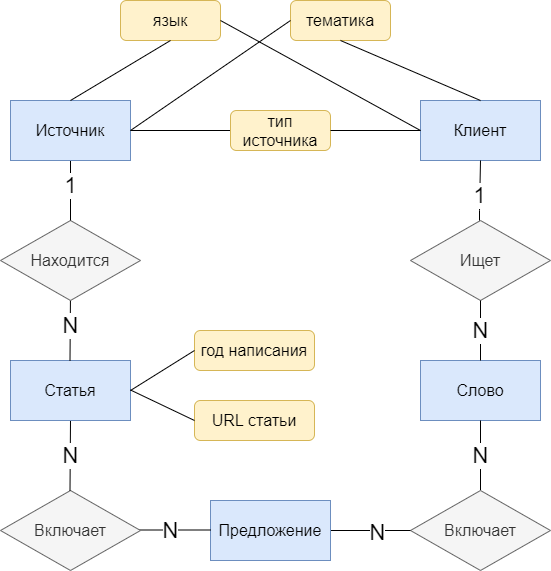 язык
тематика
Источник
тип
источника
Клиент
1
1
Находится
Ищет
N
N
год написания
Статья
Слово
URL статьи
N
N
Включает
N
Предложение
N
Включает